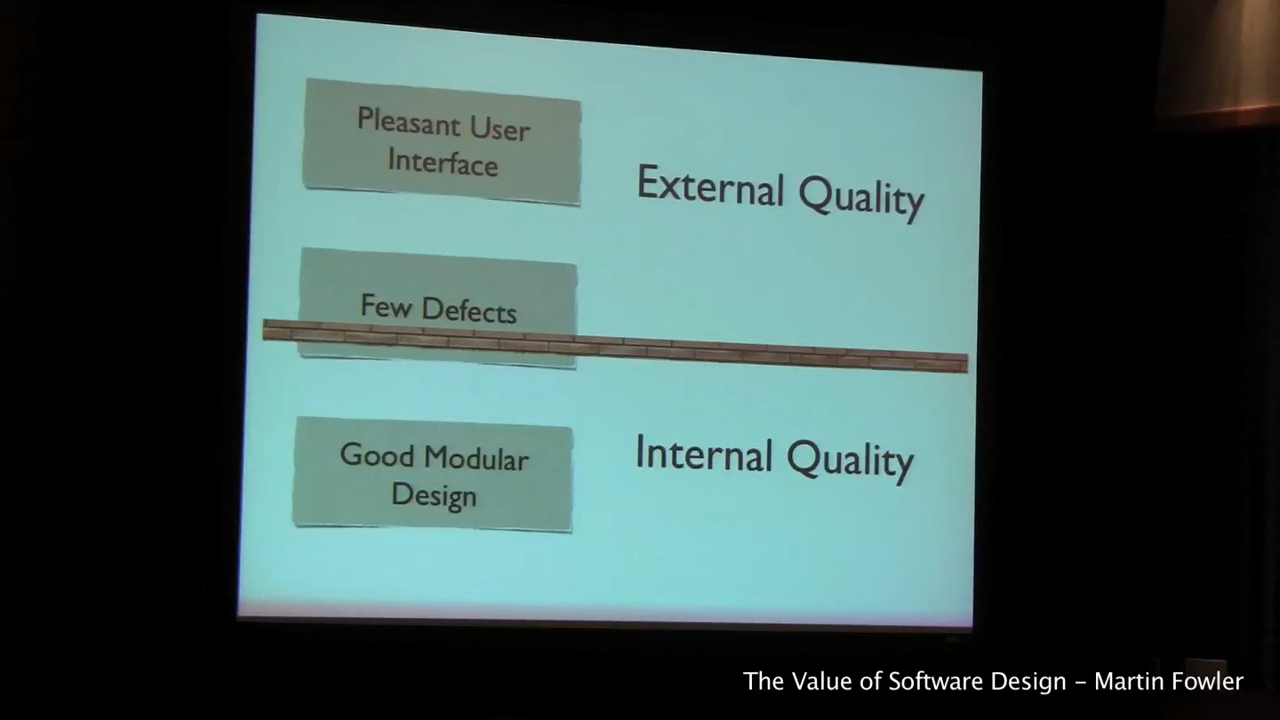 Pleasant User
Interface
External Quality
Few Defects
Good Modular
Design
Internal Quality
The Value of Software Design – Martin Fowler